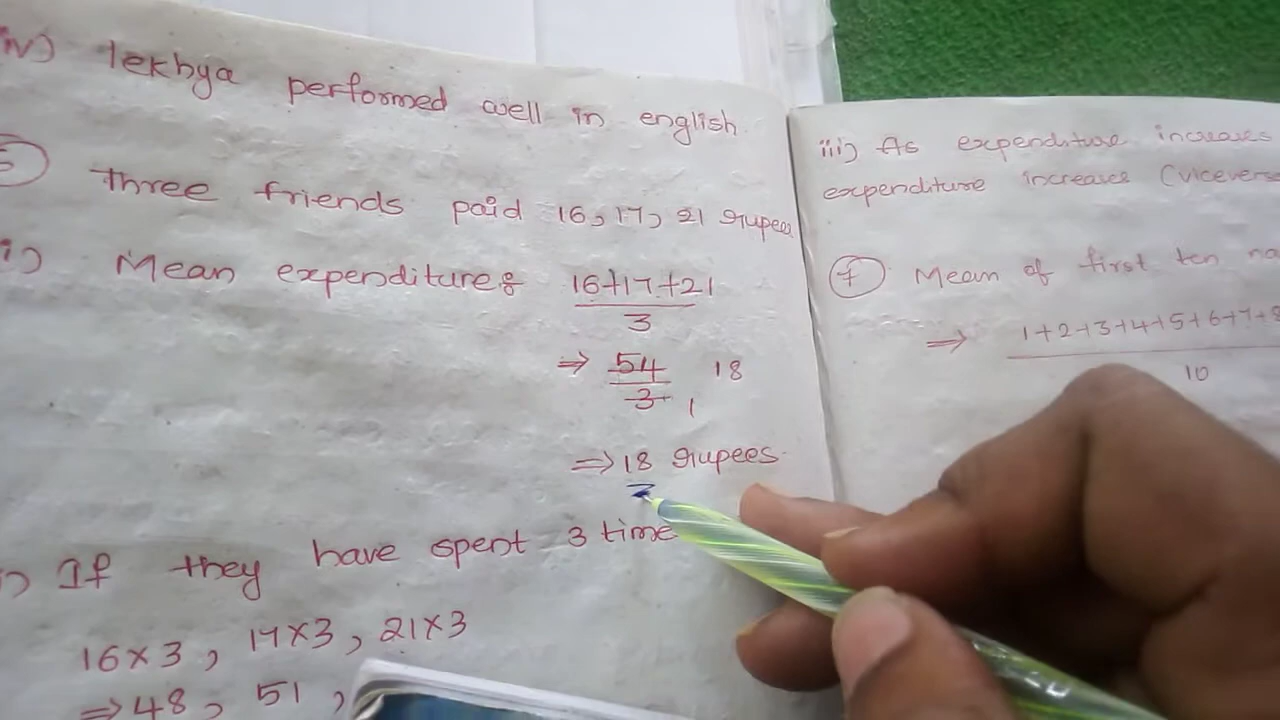 iv) lekhya performed well in english
Three friends paid 16, 17, 21 rupees
i) Mean expenditure: 16+17+21
3
⇒ 54 18
3 1
⇒ 18 rupees
If they have spent 3 time
16×3, 17×3, 21×3
⇒ 48, 51,
iii) As expenditure increases
expenditure increases (viceversa
7 Mean of first ten na
⇒ 1+2+3+4+5+6+7+8
10